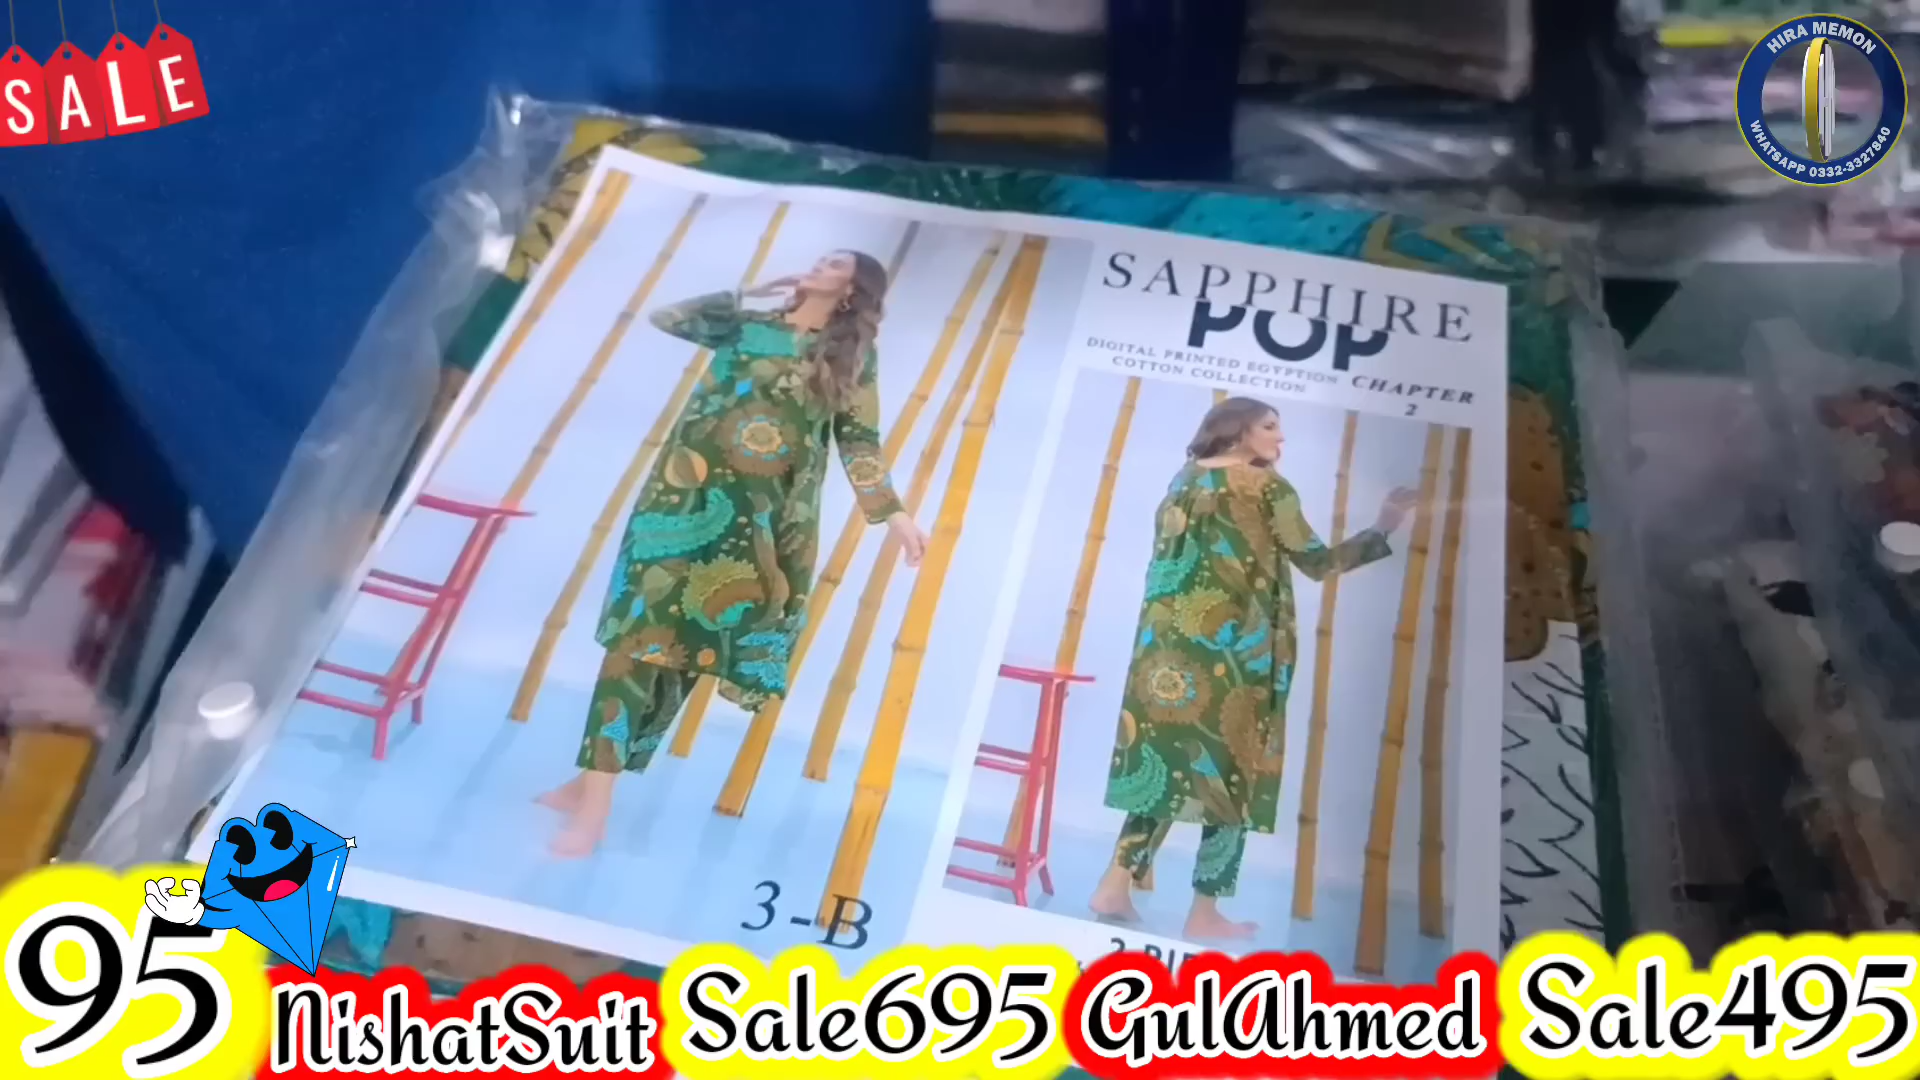 SALE
HIRA MEMON
WHATSAPP 0332-3327940
SAPPHIRE
POP
DIGITAL PRINTED EGYPTION
COTTON COLLECTION
CHAPTER
2
3-B
95 NishatSuit Sale695 GulAhmed Sale495